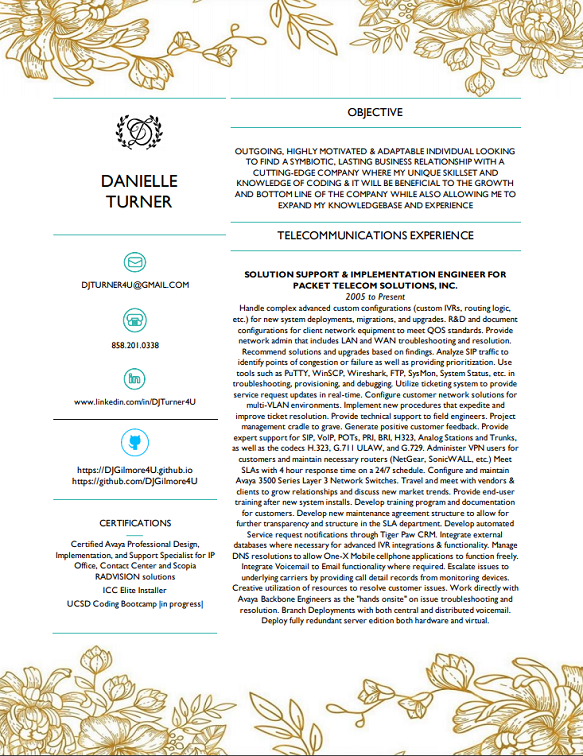 DANIELLE
TURNER
DJTURNER4U@GMAIL.COM
858.201.0338
www.linkedin.com/in/DJTurner4U
https://DJGilmore4U.github.io
https://github.com/DJGilmore4U
CERTIFICATIONS
Certified Avaya Professional Design,
Implementation, and Support Specialist for IP
Office, Contact Center and Scopia
RADVISION solutions
ICC Elite Installer
UCSD Coding Bootcamp |in progress|
OBJECTIVE
OUTGOING, HIGHLY MOTIVATED & ADAPTABLE INDIVIDUAL LOOKING
TO FIND A SYMBIOTIC, LASTING BUSINESS RELATIONSHIP WITH A
CUTTING-EDGE COMPANY WHERE MY UNIQUE SKILLSET AND
KNOWLEDGE OF CODING & IT WILL BE BENEFICIAL TO THE GROWTH
AND BOTTOM LINE OF THE COMPANY WHILE ALSO ALLOWING ME TO
EXPAND MY KNOWLEDGEBASE AND EXPERIENCE
TELECOMMUNICATIONS EXPERIENCE
SOLUTION SUPPORT & IMPLEMENTATION ENGINEER FOR
PACKET TELECOM SOLUTIONS, INC.
2005 to Present
Handle complex advanced custom configurations (custom IVRs, routing logic,
etc.) for new system deployments, migrations, and upgrades. R&D and document
configurations for client network equipment to meet QOS standards. Provide
network admin that includes LAN and WAN troubleshooting and resolution.
Recommend solutions and upgrades based on findings. Analyze SIP traffic to
identify points of congestion or failure as well as providing prioritization. Use
tools such as PuTTY, WinSCP, Wireshark, FTP, SysMon, System Status, etc. in
troubleshooting, provisioning, and debugging. Utilize ticketing system to provide
service request updates in real-time. Configure customer network solutions for
multi-VLAN environments. Implement new procedures that expedite and
improve ticket resolution. Provide technical support to field engineers. Project
management cradle to grave. Generate positive customer feedback. Provide
expert support for SIP, VoIP, POTs, PRI, BRI, H323, Analog Stations and Trunks,
as well as the codecs H.323, G.711 ULAW, and G.729. Administer VPN users for
customers and maintain necessary routers (NetGear, SonicWALL, etc.) Meet
SLAs with 4 hour response time on a 24/7 schedule. Configure and maintain
Avaya 3500 Series Layer 3 Network Switches. Travel and meet with vendors &
clients to grow relationships and discuss new market trends. Provide end-user
training after new system installs. Develop training program and documentation
for customers. Develop new maintenance agreement structure to allow for
further transparency and structure in the SLA department. Develop automated
Service request notifications through Tiger Paw CRM. Integrate external
databases where necessary for advanced IVR integrations & functionality. Manage
DNS resolutions to allow One-X Mobile cellphone applications to function freely.
Integrate Voicemail to Email functionality where required. Escalate issues to
underlying carriers by providing call detail records from monitoring devices.
Creative utilization of resources to resolve customer issues. Work directly with
Avaya Backbone Engineers as the "hands onsite" on issue troubleshooting and
resolution. Branch Deployments with both central and distributed voicemail.
Deploy fully redundant server edition both hardware and virtual.